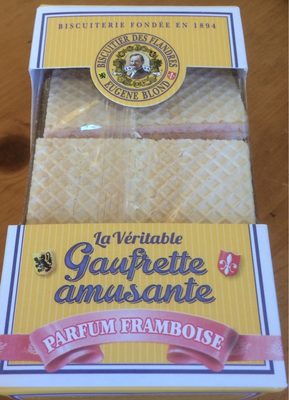 BISCUITERIE FONDÉE EN 1894
BISCUITIER DES FLANDRES
EUGÈNE BLOND
La Véritable
Gaufrette
amusante
PARFUM FRAMBOISE